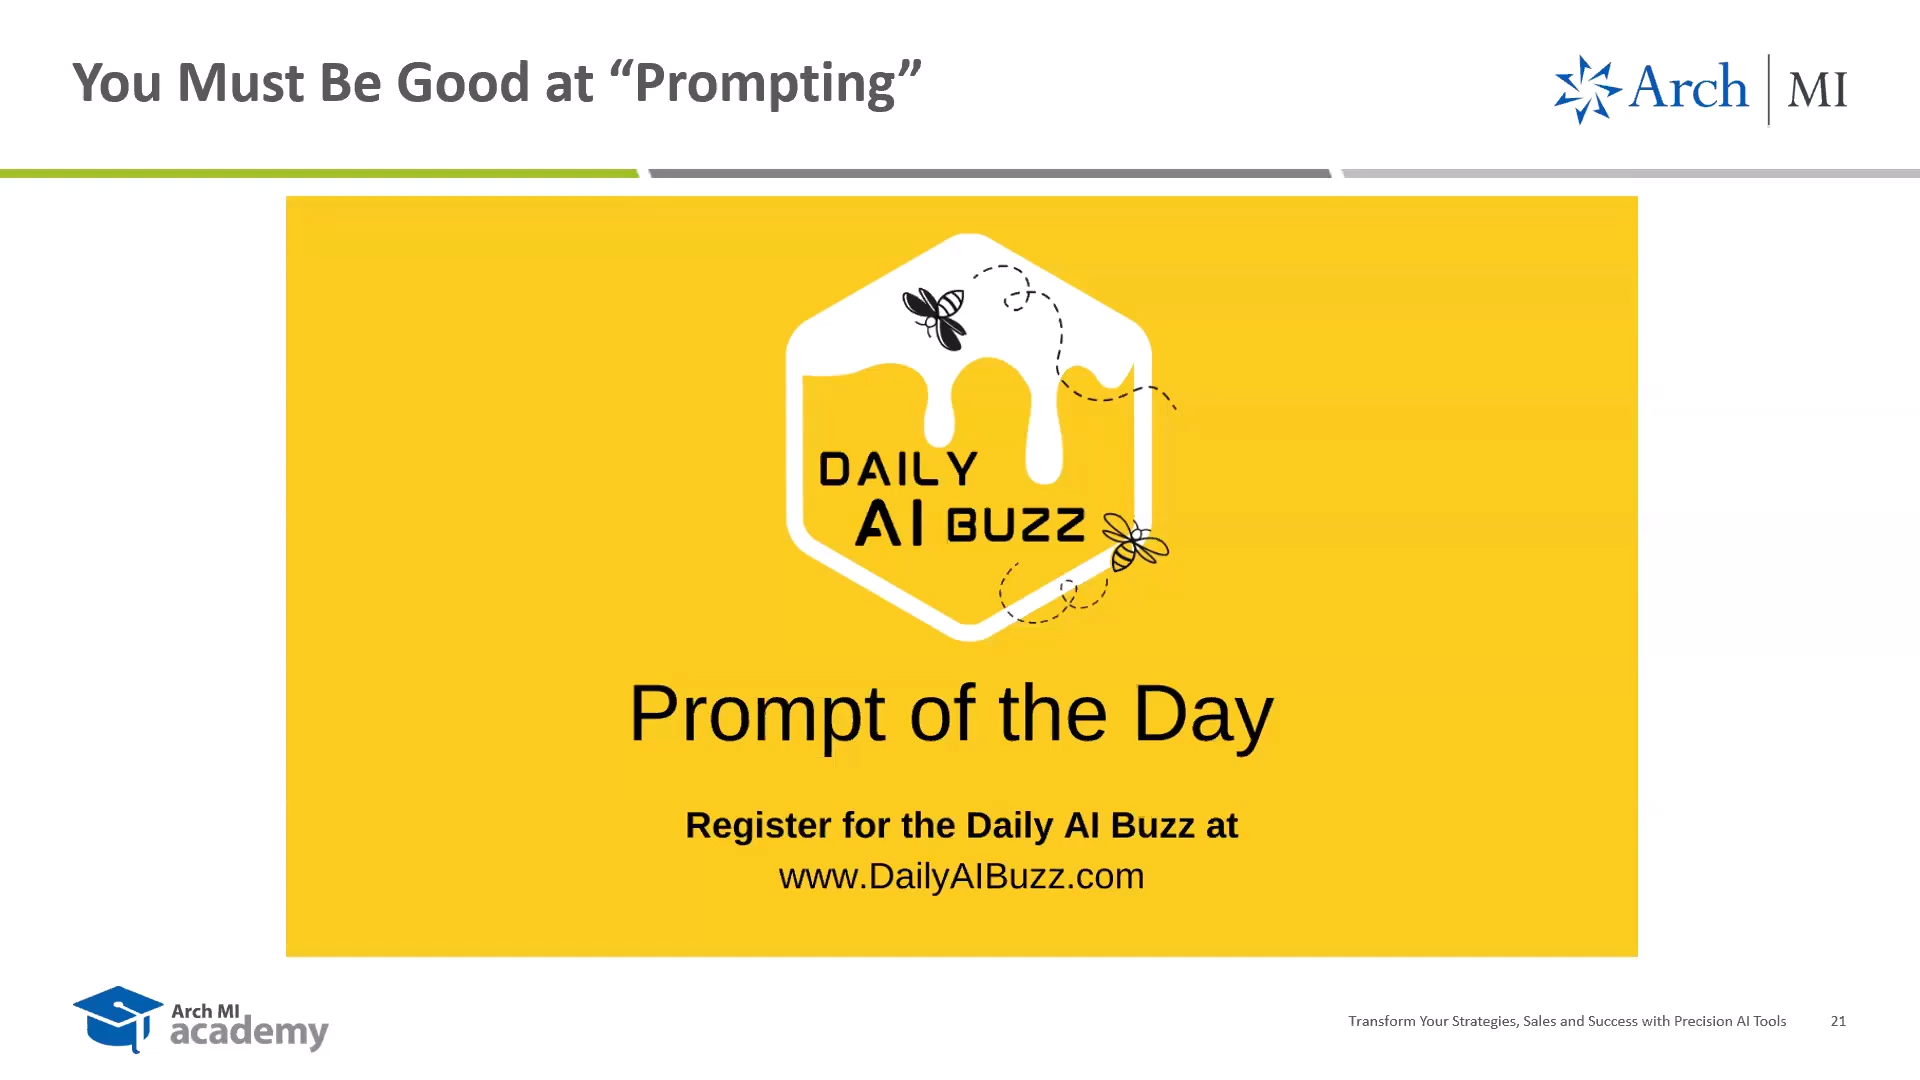 You Must Be Good at “Prompting”
Arch | MI
DAILY
AI BUZZ
Prompt of the Day
Register for the Daily AI Buzz at
www.DailyAIBuzz.com
Arch MI
academy
Transform Your Strategies, Sales and Success with Precision AI Tools 21